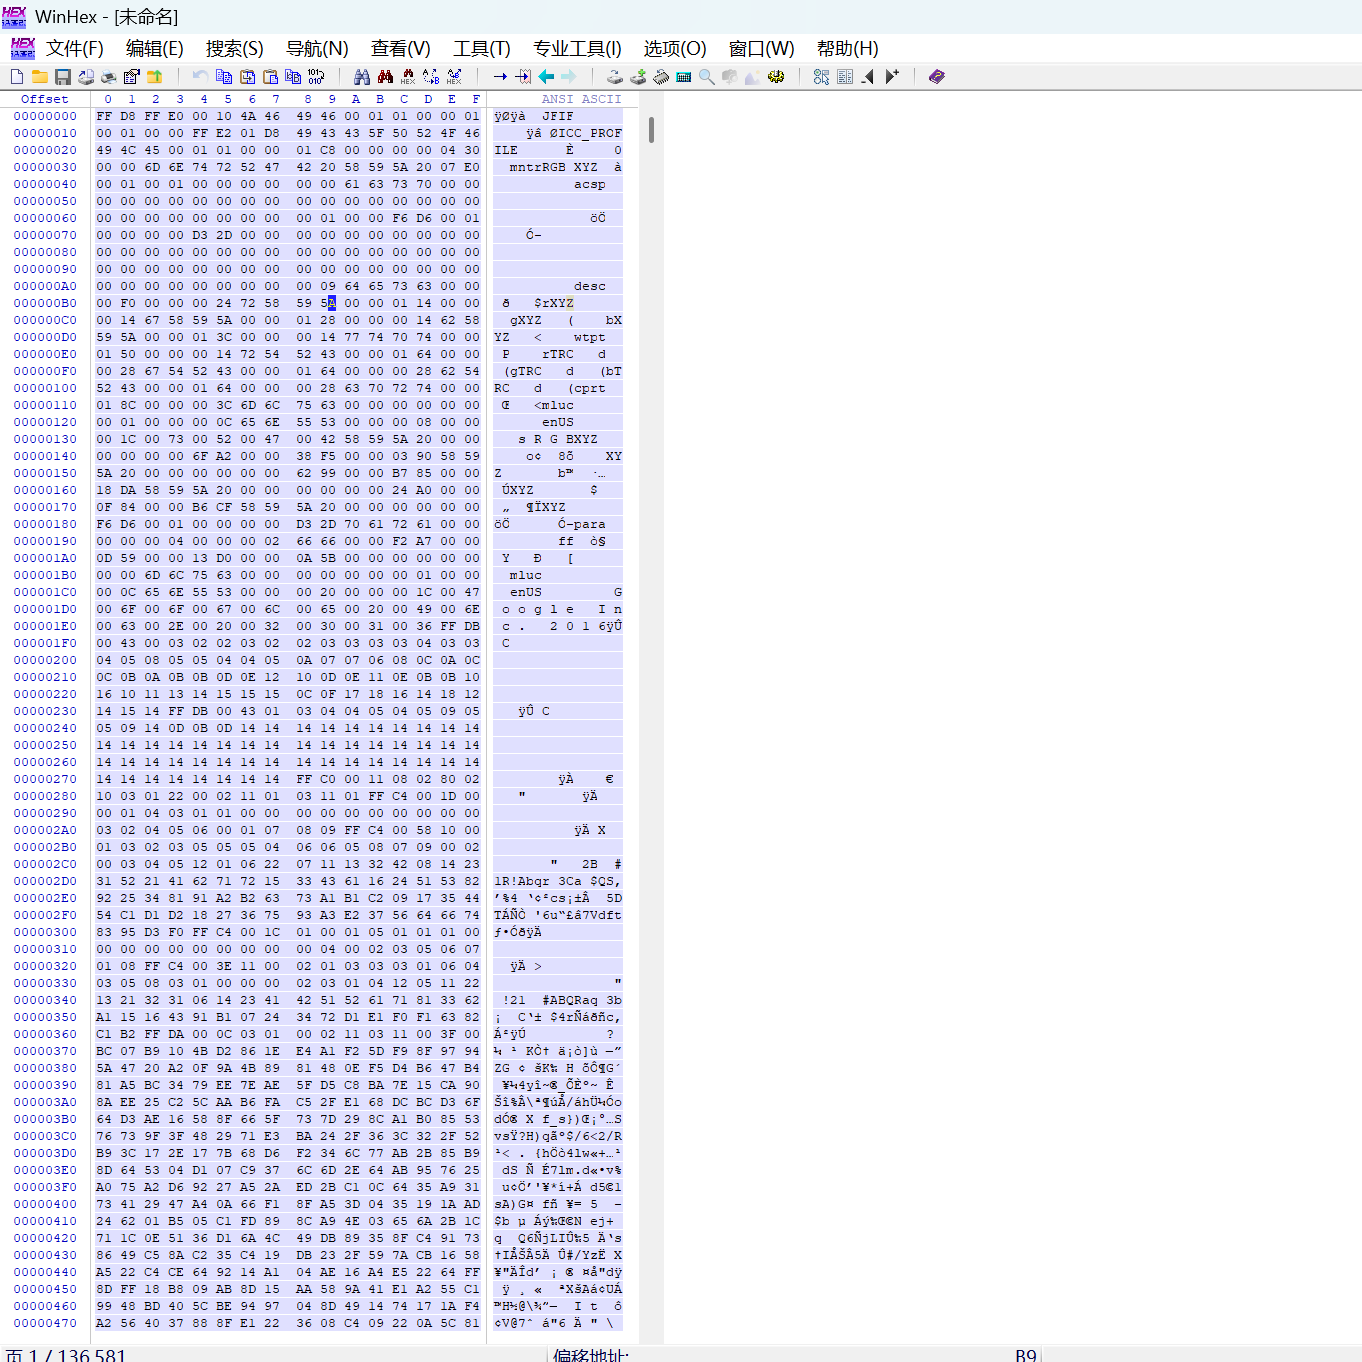 WinHex - [未命名]
文件(F) 编辑(E) 搜索(S) 导航(N) 查看(V) 工具(T) 专业工具(I) 选项(O) 窗口(W) 帮助(H)
Offset 0 1 2 3 4 5 6 7 8 9 A B C D E F ANSI ASCII
00000000 FF D8 FF E0 00 10 4A 46 49 46 00 01 01 00 00 01 ÿØÿà JFIF
00000010 00 01 00 00 FF E2 01 D8 49 43 43 5F 50 52 4F 46 ÿâ ØICC_PROF
00000020 49 4C 45 00 01 01 00 00 01 C8 00 00 00 00 04 30 ILE È 0
00000030 00 00 6D 6E 74 72 52 47 42 20 58 59 5A 20 07 E0 mntrRGB XYZ à
00000040 00 01 00 01 00 00 00 00 00 00 61 63 73 70 00 00 acsp
00000050 00 00 00 00 00 00 00 00 00 00 00 00 00 00 00 00
00000060 00 00 00 00 00 00 00 00 00 01 00 00 F6 D6 00 01 öÖ
00000070 00 00 00 00 D3 2D 00 00 00 00 00 00 00 00 00 00 Ó-
00000080 00 00 00 00 00 00 00 00 00 00 00 00 00 00 00 00
00000090 00 00 00 00 00 00 00 00 00 00 00 00 00 00 00 00
000000A0 00 00 00 00 00 00 00 00 00 09 64 65 73 63 00 00 desc
000000B0 00 F0 00 00 00 24 72 58 59 5A 00 00 01 14 00 00 ð $rXYZ
000000C0 00 14 67 58 59 5A 00 00 01 28 00 00 00 14 62 58 gXYZ ( bX
000000D0 59 5A 00 00 01 3C 00 00 00 14 77 74 70 74 00 00 YZ < wtpt
000000E0 01 50 00 00 00 14 72 54 52 43 00 00 01 64 00 00 P rTRC d
000000F0 00 28 67 54 52 43 00 00 01 64 00 00 00 28 62 54 (gTRC d (bT
00000100 52 43 00 00 01 64 00 00 00 28 63 70 72 74 00 00 RC d (cprt
00000110 01 8C 00 00 00 3C 6D 6C 75 63 00 00 00 00 00 00 Œ <mluc
00000120 00 01 00 00 00 0C 65 6E 55 53 00 00 00 08 00 00 enUS
00000130 00 1C 00 73 00 52 00 47 00 42 58 59 5A 20 00 00 s R G BXYZ
00000140 00 00 00 00 6F A2 00 00 38 F5 00 00 03 90 58 59 o¢ 8õ XY
00000150 5A 20 00 00 00 00 00 00 62 99 00 00 B7 85 00 00 Z b™ ·…
00000160 18 DA 58 59 5A 20 00 00 00 00 00 00 24 A0 00 00 ÚXYZ $
00000170 0F 84 00 00 B6 CF 58 59 5A 20 00 00 00 00 00 00 „ ¶ÏXYZ
00000180 F6 D6 00 01 00 00 00 00 D3 2D 70 61 72 61 00 00 öÖ Ó-para
00000190 00 00 00 04 00 00 00 02 66 66 00 00 F2 A7 00 00 ff ò§
000001A0 0D 59 00 00 13 D0 00 00 0A 5B 00 00 00 00 00 00 Y Ð [
000001B0 00 00 6D 6C 75 63 00 00 00 00 00 00 00 01 00 00 mluc
000001C0 00 0C 65 6E 55 53 00 00 00 20 00 00 00 1C 00 47 enUS G
000001D0 00 6F 00 6F 00 67 00 6C 00 65 00 20 00 49 00 6E o o g l e I n
000001E0 00 63 00 2E 00 20 00 32 00 30 00 31 00 36 FF DB c . 2 0 1 6ÿÛ
000001F0 00 43 00 03 02 02 03 02 02 03 03 03 03 04 03 03 C
00000200 04 05 08 05 05 04 04 05 0A 07 07 06 08 0C 0A 0C
00000210 0C 0B 0A 0B 0B 0D 0E 12 10 0D 0E 11 0E 0B 0B 10
00000220 16 10 11 13 14 15 15 15 0C 0F 17 18 16 14 18 12
00000230 14 15 14 FF DB 00 43 01 03 04 04 05 04 05 09 05 ÿÛ C
00000240 05 09 14 0D 0B 0D 14 14 14 14 14 14 14 14 14 14
00000250 14 14 14 14 14 14 14 14 14 14 14 14 14 14 14 14
00000260 14 14 14 14 14 14 14 14 14 14 14 14 14 14 14 14
00000270 14 14 14 14 14 14 14 14 FF C0 00 11 08 02 80 02 ÿÀ €
00000280 10 03 01 22 00 02 11 01 03 11 01 FF C4 00 1D 00 " ÿÄ
00000290 00 01 04 03 01 01 00 00 00 00 00 00 00 00 00 00
000002A0 03 02 04 05 06 00 01 07 08 09 FF C4 00 58 10 00 ÿÄ X
000002B0 01 03 02 03 05 05 05 04 06 06 05 08 07 09 00 02
000002C0 00 03 04 05 12 01 06 22 07 11 13 32 42 08 14 23 " 2B #
000002D0 31 52 21 41 62 71 72 15 33 43 61 16 24 51 53 82 1R!Abqr 3Ca $QS‚
000002E0 92 25 34 81 91 A2 B2 63 73 A1 B1 C2 09 17 35 44 ’%4 ‘¢²cs¡±Â 5D
000002F0 54 C1 D1 D2 18 27 36 75 93 A3 E2 37 56 64 66 74 TÁÑÒ '6u“£â7Vdft
00000300 83 95 D3 F0 FF C4 00 1C 01 00 01 05 01 01 01 00 ƒ•ÓðÿÄ
00000310 00 00 00 00 00 00 00 00 00 04 00 02 03 05 06 07
00000320 01 08 FF C4 00 3E 11 00 02 01 03 03 03 01 06 04 ÿÄ >
00000330 03 05 08 03 01 00 00 00 02 03 01 04 12 05 11 22 "
00000340 13 21 32 31 06 14 23 41 42 51 52 61 71 81 33 62 !21 #ABQRaq 3b
00000350 A1 15 16 43 91 B1 07 24 34 72 D1 E1 F0 F1 63 82 ¡ C‘± $4rÑáðñc‚
00000360 C1 B2 FF DA 00 0C 03 01 00 02 11 03 11 00 3F 00 Á²ÿÚ ?
00000370 BC 07 B9 10 4B D2 86 1E E4 A1 F2 5D F9 8F 97 94 ¼ ¹ KÒ† ä¡ò]ù —”
00000380 5A 47 20 A2 0F 9A 4B 89 81 48 0E F5 D4 B6 47 B4 ZG ¢ šK‰ H õÔ¶G´
00000390 81 A5 BC 34 79 EE 7E AE 5F D5 C8 BA 7E 15 CA 90 ¥¼4yî~®_ÕÈº~ Ê
000003A0 8A EE 25 C2 5C AA B6 FA C5 2F E1 68 DC BC D3 6F Šî%Â\ª¶úÅ/áhÜ¼Óo
000003B0 64 D3 AE 16 58 8F 66 5F 73 7D 29 8C A1 B0 85 53 dÓ® X f_s})Œ¡°…S
000003C0 76 73 9F 3F 48 29 71 E3 BA 24 2F 36 3C 32 2F 52 vsŸ?H)qãº$/6<2/R
000003D0 B9 3C 17 2E 17 7B 68 D6 F2 34 6C 77 AB 2B 85 B9 ¹< . {hÖò4lw«+…¹
000003E0 8D 64 53 04 D1 07 C9 37 6C 6D 2E 64 AB 95 76 25 dS Ñ É7lm.d«•v%
000003F0 A0 75 A2 D6 92 27 A5 2A ED 2B C1 0C 64 35 A9 31 u¢Ö’'¥*í+Á d5©1
00000400 73 41 29 47 A4 0A 66 F1 8F A5 3D 04 35 19 1A AD sA)G¤ fñ ¥= 5 -
00000410 24 62 01 B5 05 C1 FD 89 8C A9 4E 03 65 6A 2B 1C $b µ Áý‰Œ©N ej+
00000420 71 1C 0E 51 36 D1 6A 4C 49 DB 89 35 8F C4 91 73 q Q6ÑjLIÛ‰5 Ä‘s
00000430 86 49 C5 8A C2 35 C4 19 DB 23 2F 59 7A CB 16 58 †IÅŠÂ5Ä Û#/YzË X
00000440 A5 22 C4 CE 64 92 14 A1 04 AE 16 A4 E5 22 64 FF ¥"ÄÎd’ ¡ ® ¤å"dÿ
00000450 8D FF 18 B8 09 AB 8D 15 AA 58 9A 41 E1 A2 55 C1 ÿ ¸ « ªXšAá¢UÁ
00000460 99 48 BD 40 5C BE 94 97 04 8D 49 14 74 17 1A F4 ™H½@\¾”— I t ô
00000470 A2 56 40 37 88 8F E1 22 36 08 C4 09 22 0A 5C 81 ¢V@7ˆ á"6 Ä " \
页 1 / 136,581 偏移地址: B9